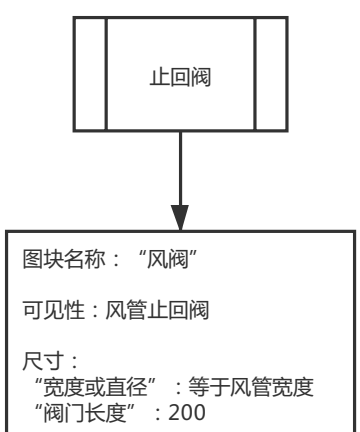 止回阀
图块名称：“风阀”
可见性：风管止回阀
尺寸：
“宽度或直径”：等于风管宽度
“阀门长度”：200